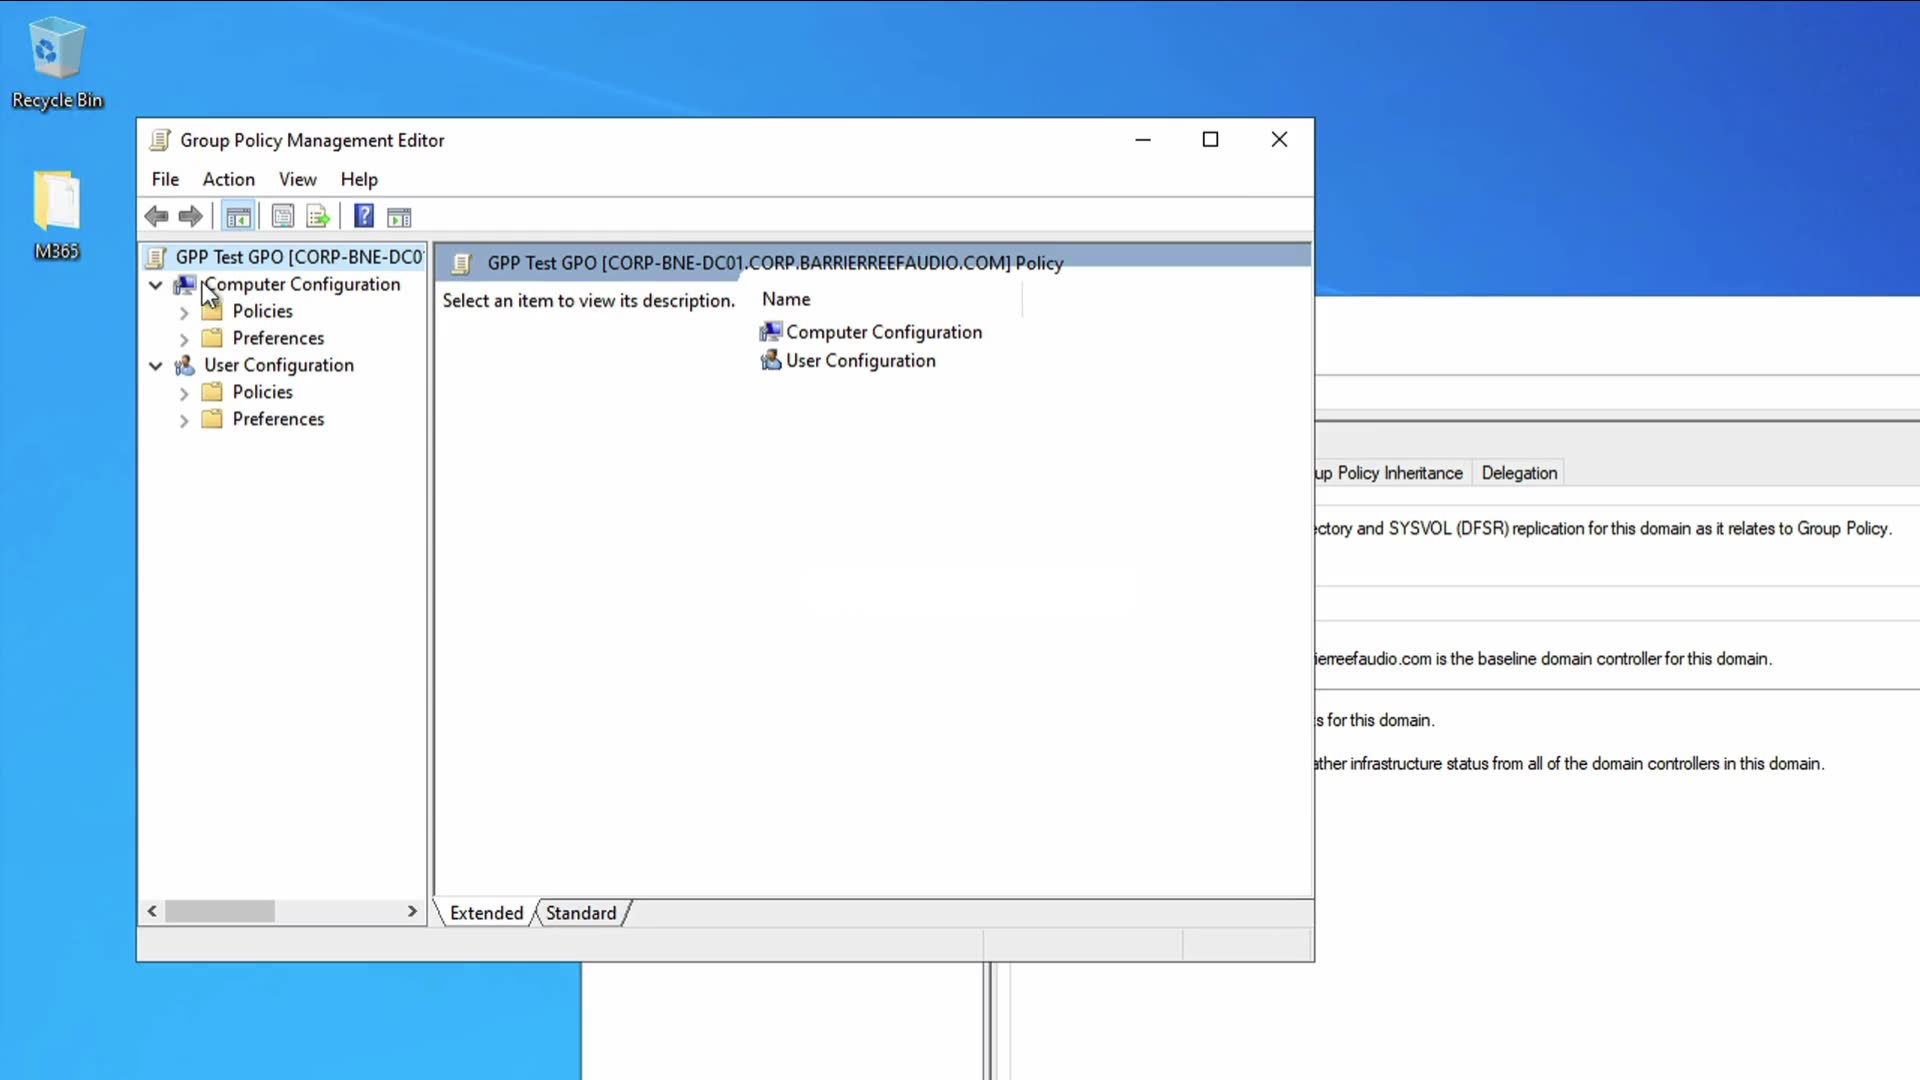 Recycle Bin
M365
Group Policy Management Editor
File Action View Help
GPP Test GPO [CORP-BNE-DC0
Computer Configuration
Policies
Preferences
User Configuration
Policies
Preferences
GPP Test GPO [CORP-BNE-DC01.CORP.BARRIERREEFAUDIO.COM] Policy
Select an item to view its description.
Name
Computer Configuration
User Configuration
Extended Standard
up Policy Inheritance Delegation
ectory and SYSVOL (DFSR) replication for this domain as it relates to Group Policy.
ierreefaudio.com is the baseline domain controller for this domain.
s for this domain.
ather infrastructure status from all of the domain controllers in this domain.